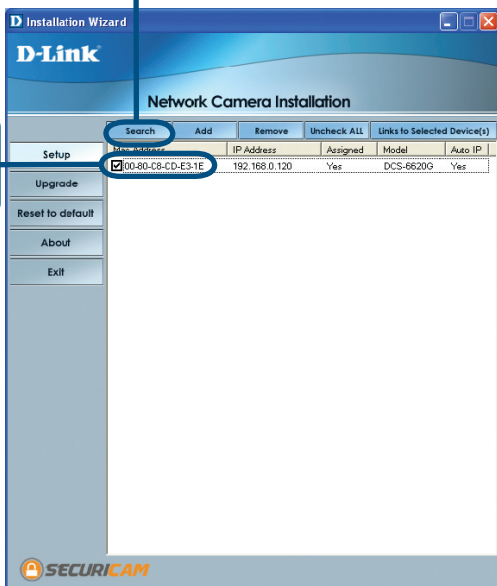 Installation Wizard
D-Link
Network Camera Installation
Search Add Remove Uncheck ALL Links to Selected Device(s)
Mac Address IP Address Assigned Model Auto IP
00-80-C8-CD-E3-1E 192.168.0.120 Yes DCS-6620G Yes
Setup
Upgrade
Reset to default
About
Exit
SECURICAM